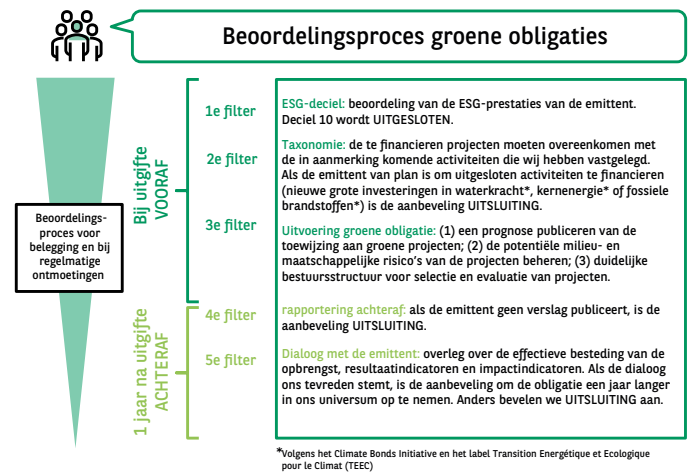 Beoordelingsproces groene obligaties
Beoordelings-
proces voor
belegging en bij
regelmatige
ontmoetingen
Bij uitgifte
VOORAF
1e filter
ESG-deciel: beoordeling van de ESG-prestaties van de emittent.
Deciel 10 wordt UITGESLOTEN.
2e filter
Taxonomie: de te financieren projecten moeten overeenkomen met
de in aanmerking komende activiteiten die wij hebben vastgelegd.
Als de emittent van plan is om uitgesloten activiteiten te financieren
(nieuwe grote investeringen in waterkracht*, kernenergie* of fossiele
brandstoffen*) is de aanbeveling UITSLUITING.
3e filter
Uitvoering groene obligatie: (1) een prognose publiceren van de
toewijzing aan groene projecten; (2) de potentiële milieu- en
maatschappelijke risico's van de projecten beheren; (3) duidelijke
bestuursstructuur voor selectie en evaluatie van projecten.
1 jaar na uitgifte
ACHTERAF
4e filter
rapportering achteraf: als de emittent geen verslag publiceert, is de
aanbeveling UITSLUITING.
5e filter
Dialoog met de emittent: overleg over de effectieve besteding van de
opbrengst, resultaatindicatoren en impactindicatoren. Als de dialoog
ons tevreden stemt, is de aanbeveling om de obligatie een jaar langer
in ons universum op te nemen. Anders bevelen we UITSLUITING aan.
*Volgens het Climate Bonds Initiative en het label Transition Energétique et Ecologique
pour le Climat (TEEC)